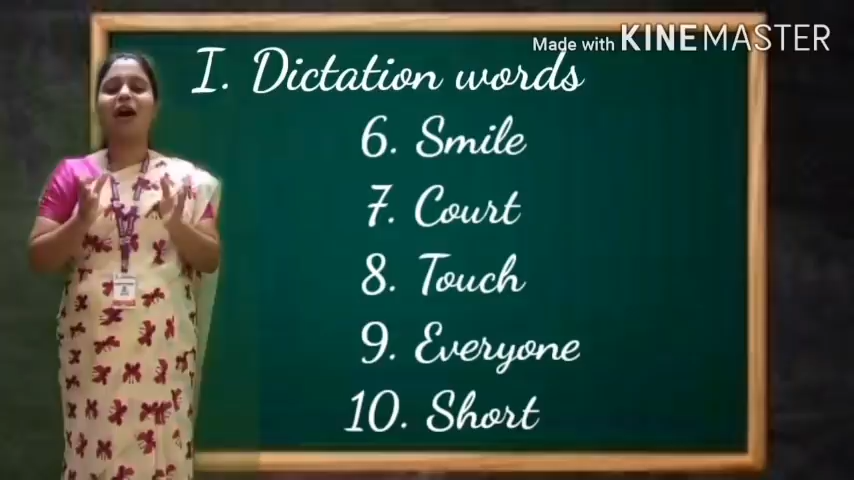 Made with KINEMASTER
I. Dictation words
6. Smile
7. Court
8. Touch
9. Everyone
10. Short